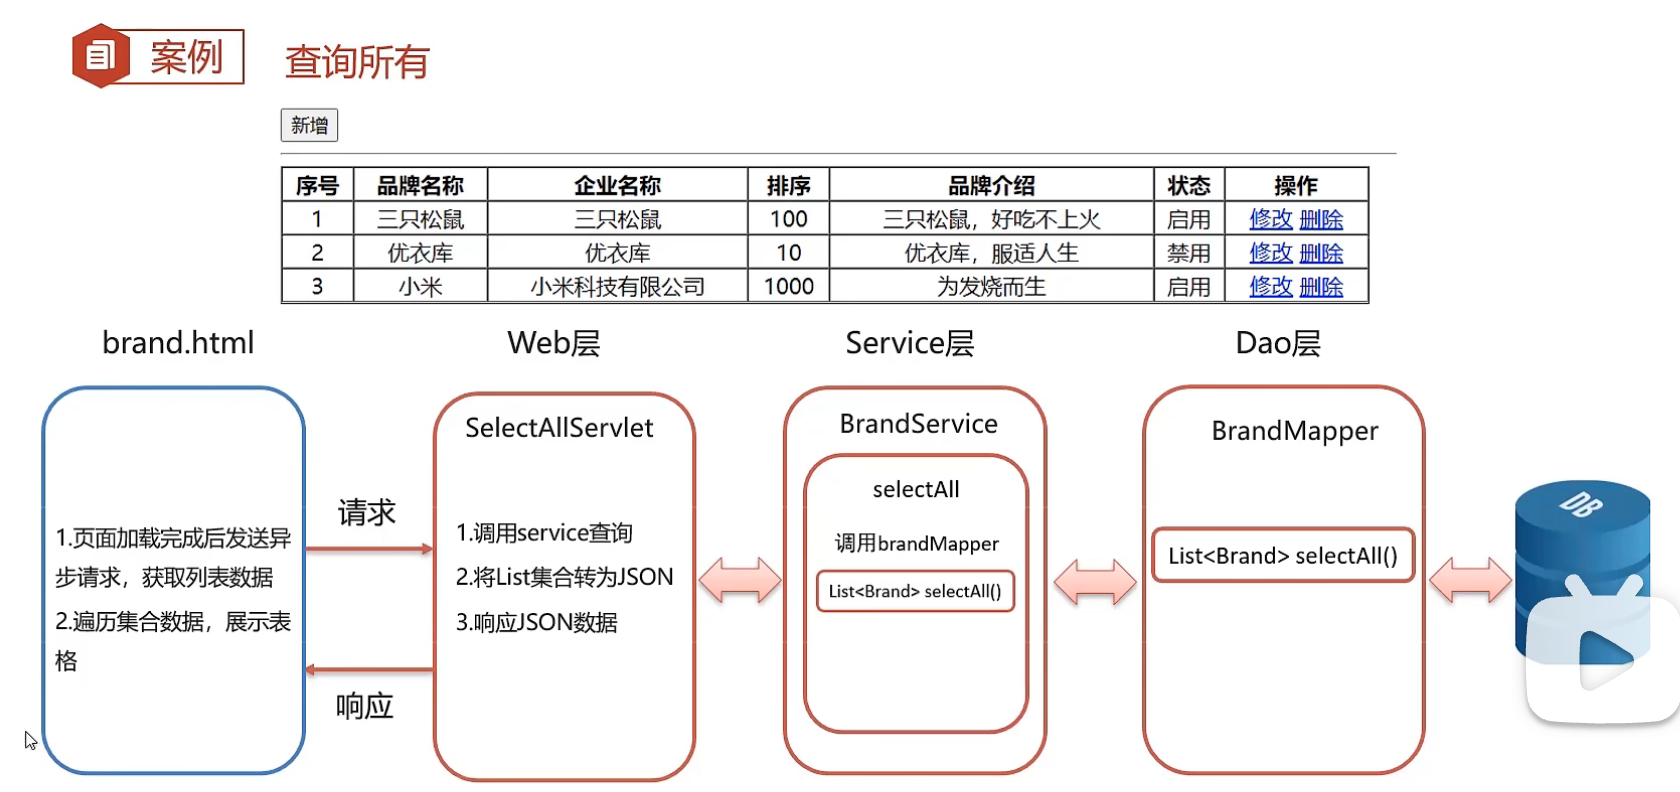 案例
查询所有
新增
序号 品牌名称 企业名称 排序 品牌介绍 状态 操作
1 三只松鼠 三只松鼠 100 三只松鼠，好吃不上火 启用 修改 删除
2 优衣库 优衣库 10 优衣库，服适人生 禁用 修改 删除
3 小米 小米科技有限公司 1000 为发烧而生 启用 修改 删除
brand.html
1.页面加载完成后发送异
步请求，获取列表数据
2.遍历集合数据，展示表
格
请求
响应
Web层
SelectAllServlet
1.调用service查询
2.将List集合转为JSON
3.响应JSON数据
Service层
BrandService
selectAll
调用brandMapper
List<Brand> selectAll()
Dao层
BrandMapper
List<Brand> selectAll()
DB